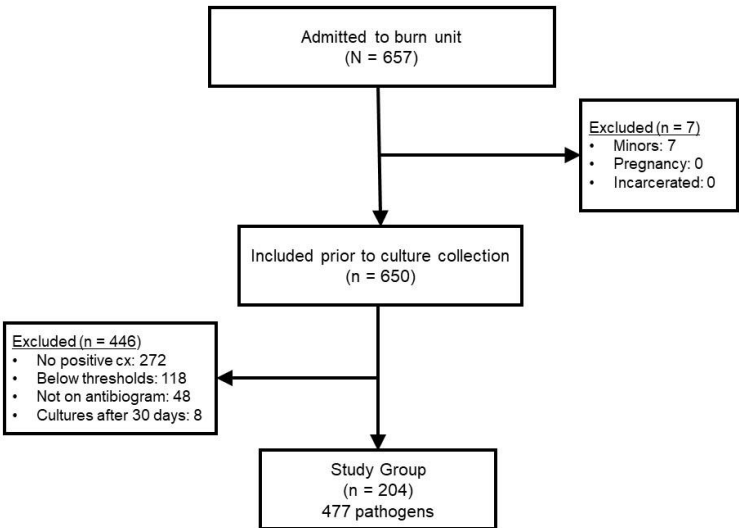 Admitted to burn unit
(N = 657)
Excluded (n = 7)
• Minors: 7
• Pregnancy: 0
• Incarcerated: 0
Included prior to culture collection
(n = 650)
Excluded (n = 446)
• No positive cx: 272
• Below thresholds: 118
• Not on antibiogram: 48
• Cultures after 30 days: 8
Study Group
(n = 204)
477 pathogens